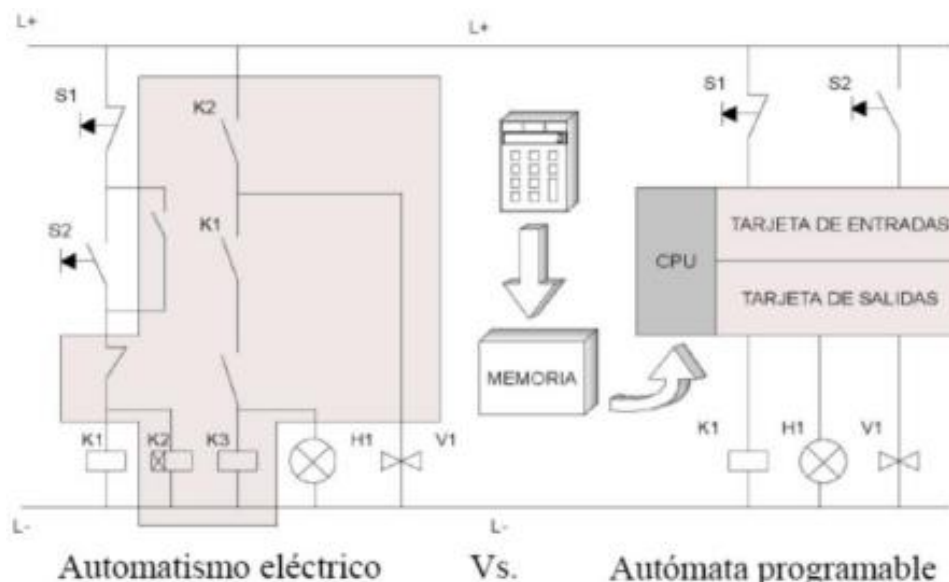 L+
L+
S1
K2
S1
S2
S2
K1
CPU
TARJETA DE ENTRADAS
TARJETA DE SALIDAS
MEMORIA
K1
K2
K3
H1
V1
K1
H1
V1
L-
L-
Automatismo eléctrico Vs. Autómata programable